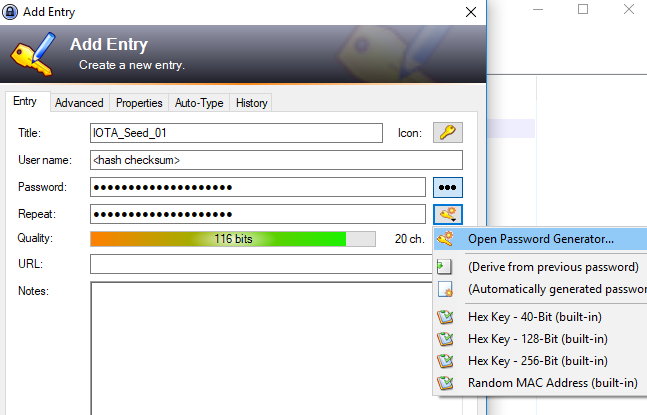 Add Entry
Add Entry
Create a new entry.
Entry Advanced Properties Auto-Type History
Title: IOTA_Seed_01 Icon:
User name: <hash checksum>
Password: ●●●●●●●●●●●●●●●●●●●● ●●●
Repeat: ●●●●●●●●●●●●●●●●●●●●
Quality: 116 bits 20 ch.
Open Password Generator...
URL:
(Derive from previous password)
Notes:
(Automatically generated passwor
Hex Key - 40-Bit (built-in)
Hex Key - 128-Bit (built-in)
Hex Key - 256-Bit (built-in)
Random MAC Address (built-in)